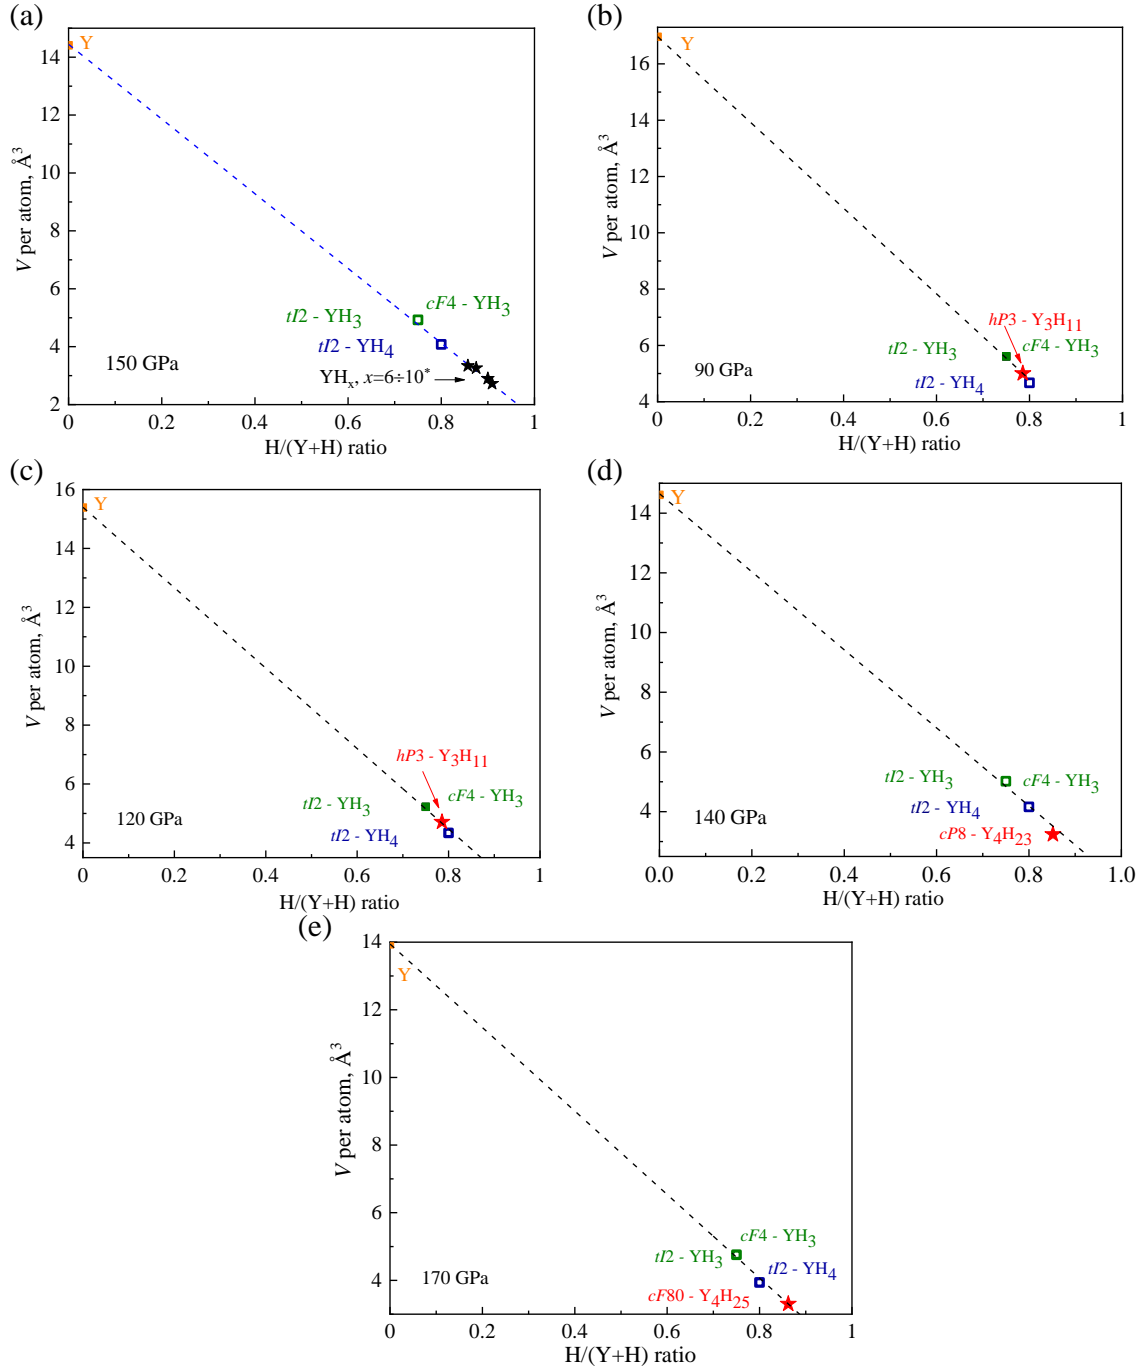 (a)
14
12
10
8
6
4
2
V per atom, Å³
Y
tI2 - YH₃
cF4 - YH₃
tI2 - YH₄
YHₓ, x=6÷10*
150 GPa
0
0.2
0.4
0.6
0.8
1
H/(Y+H) ratio
(b)
16
14
12
10
8
6
4
V per atom, Å³
Y
hP3 - Y₃H₁₁
tI2 - YH₃
cF4 - YH₃
tI2 - YH₄
90 GPa
0
0.2
0.4
0.6
0.8
1
H/(Y+H) ratio
(c)
16
14
12
10
8
6
4
V per atom, Å³
Y
hP3 - Y₃H₁₁
tI2 - YH₃
cF4 - YH₃
tI2 - YH₄
120 GPa
0
0.2
0.4
0.6
0.8
1
H/(Y+H) ratio
(d)
14
12
10
8
6
4
V per atom, Å³
Y
tI2 - YH₃
cF4 - YH₃
tI2 - YH₄
cP8 - Y₄H₂₃
140 GPa
0.0
0.2
0.4
0.6
0.8
1.0
H/(Y+H) ratio
(e)
14
12
10
8
6
4
V per atom, Å³
Y
cF4 - YH₃
tI2 - YH₃
tI2 - YH₄
cF80 - Y₄H₂₅
170 GPa
0
0.2
0.4
0.6
0.8
1
H/(Y+H) ratio